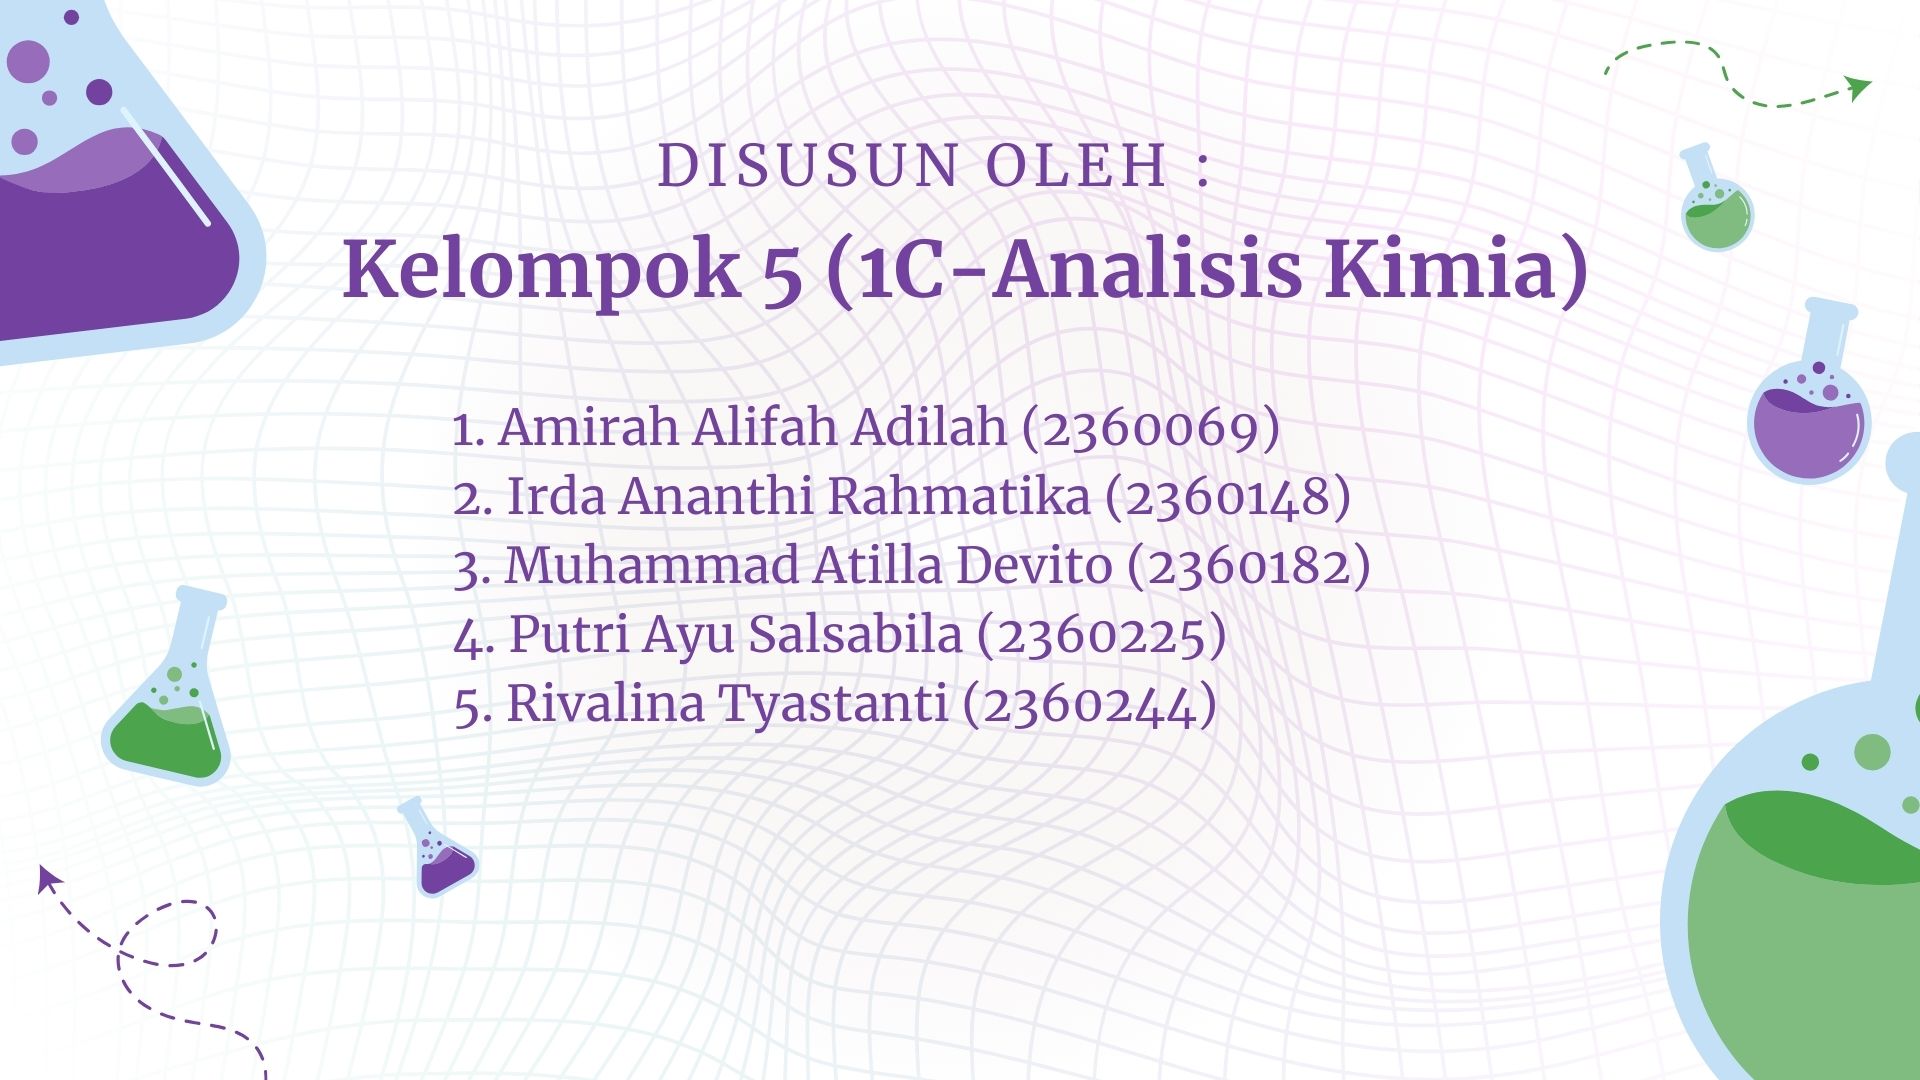 DISUSUN OLEH :
Kelompok 5 (1C-Analisis Kimia)
1. Amirah Alifah Adilah (2360069)
2. Irda Ananthi Rahmatika (2360148)
3. Muhammad Atilla Devito (2360182)
4. Putri Ayu Salsabila (2360225)
5. Rivalina Tyastanti (2360244)